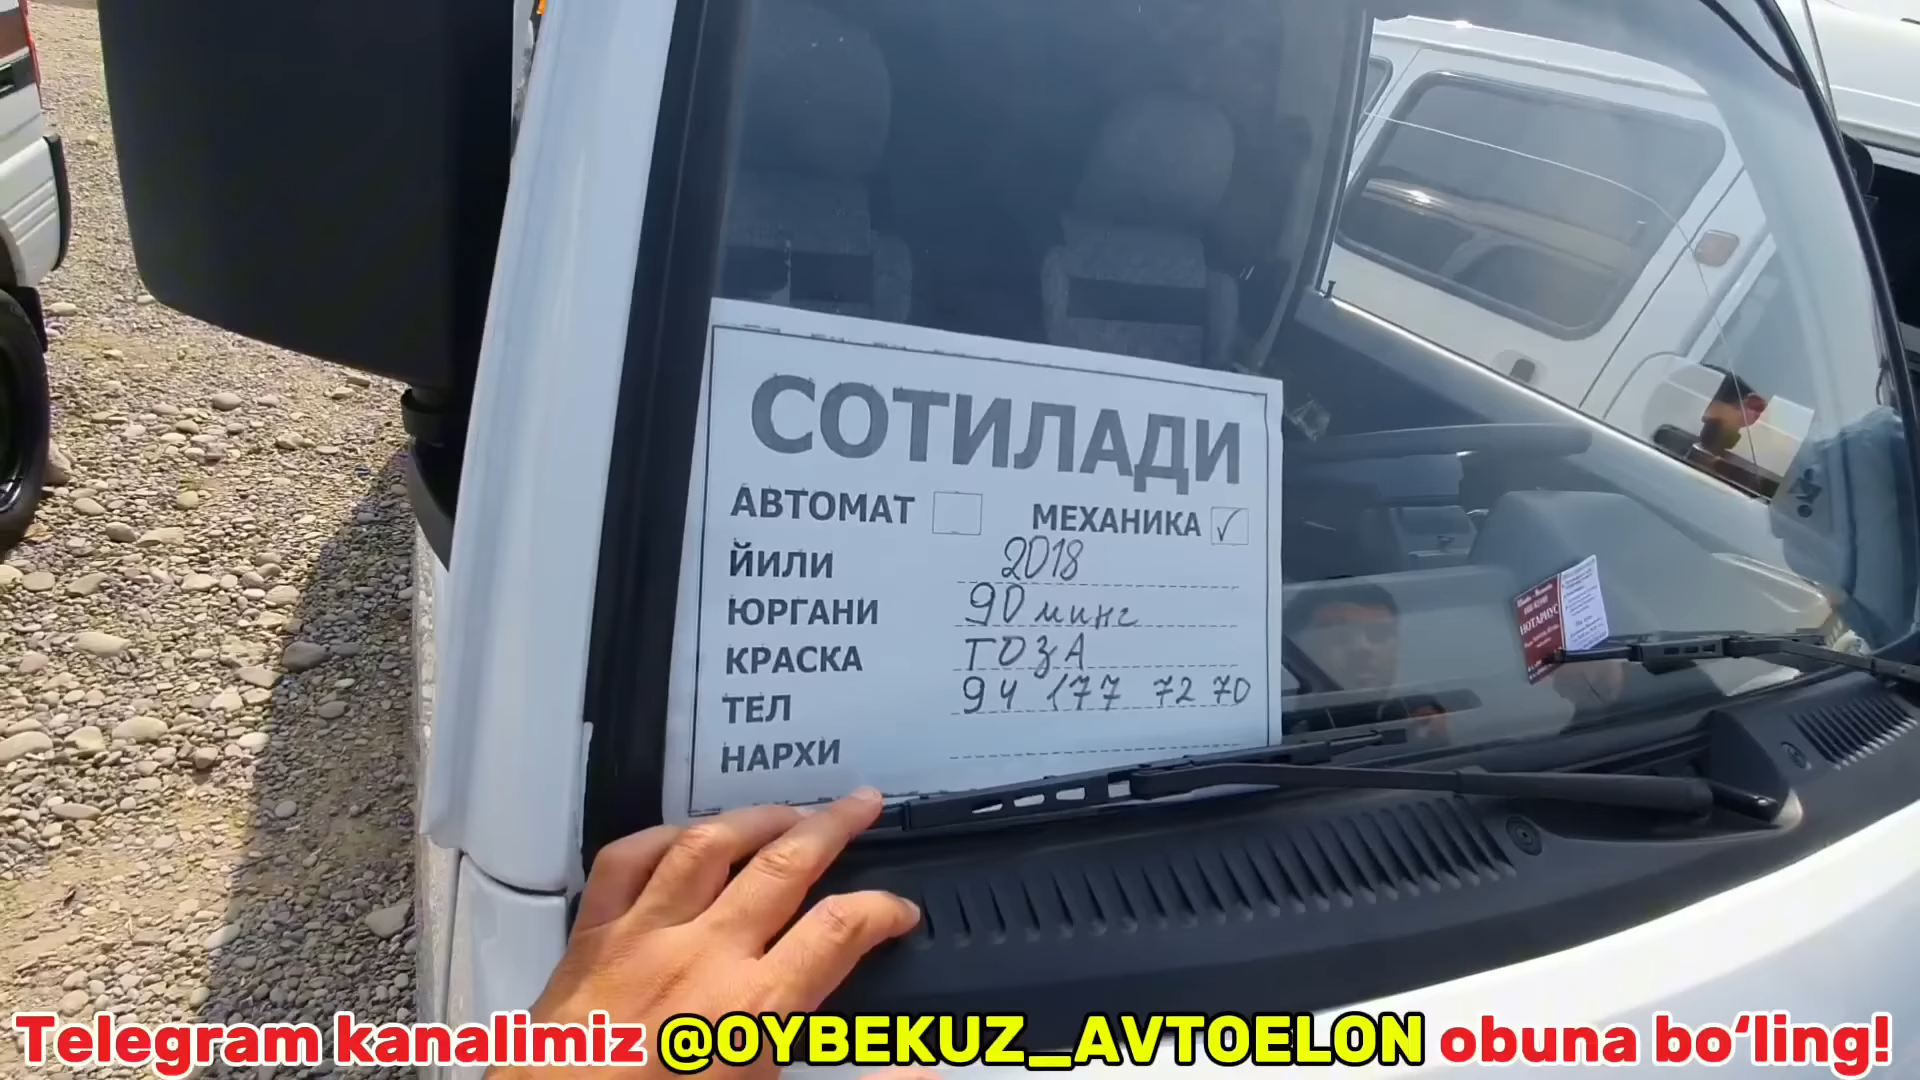 СОТИЛАДИ
АВТОМАТ МЕХАНИКА ✓
ЙИЛИ 2018
ЮРГАНИ 90 минг
КРАСКА ТОЗА
ТЕЛ 94 177 72 70
НАРХИ
НОТАРИУС
Telegram kanalimiz @OYBEKUZ_AVTOELON obuna bo‘ling!